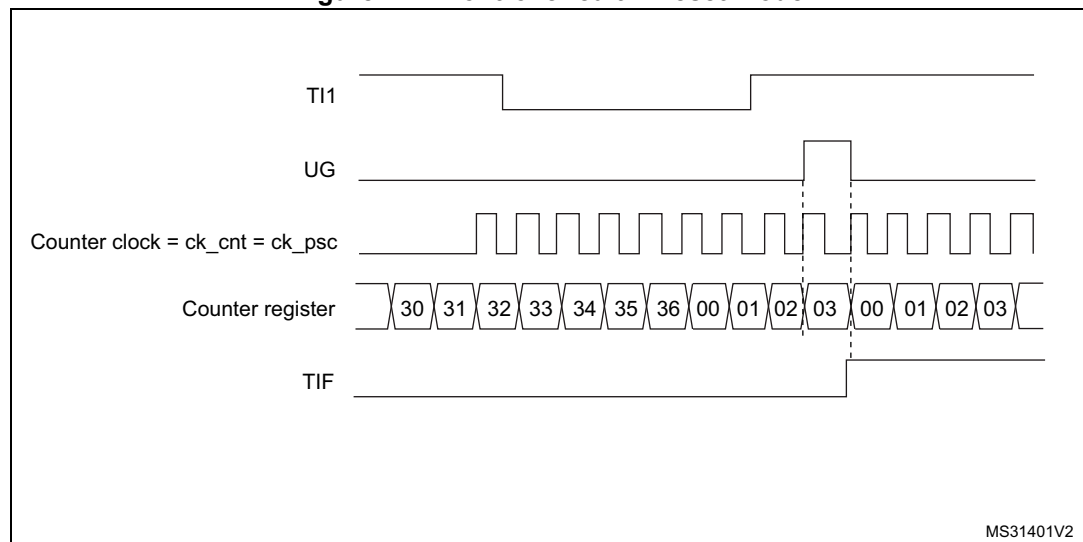 TI1
UG
Counter clock = ck_cnt = ck_psc
Counter register 30 31 32 33 34 35 36 00 01 02 03 00 01 02 03
TIF
MS31401V2